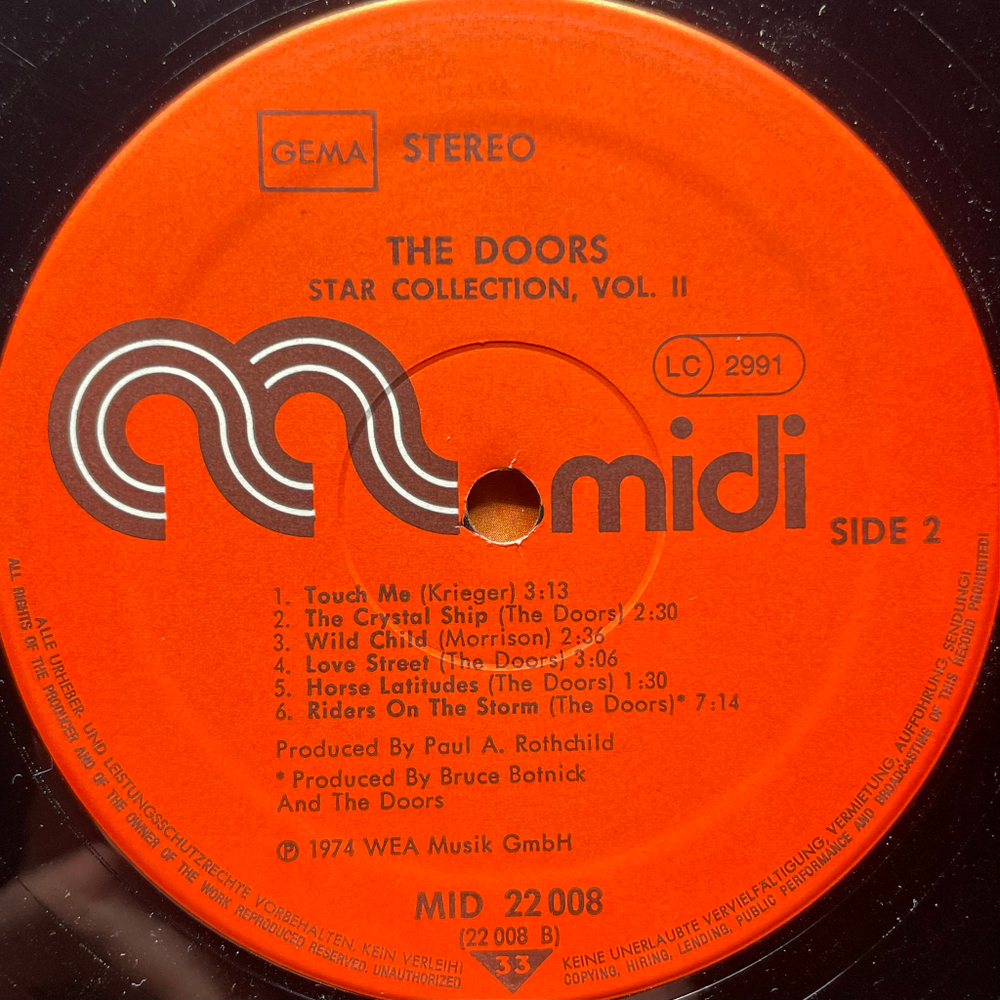 GEMA STEREO
THE DOORS
STAR COLLECTION, VOL. II
LC 2991
midi
SIDE 2
1. Touch Me (Krieger) 3:13
2. The Crystal Ship (The Doors) 2:30
3. Wild Child (Morrison) 2:36
4. Love Street (The Doors) 3:06
5. Horse Latitudes (The Doors) 1:30
6. Riders On The Storm (The Doors)* 7:14
Produced By Paul A. Rothchild
* Produced By Bruce Botnick
And The Doors
℗ 1974 WEA Musik GmbH
MID 22 008
(22 008 B)
33
ALLE URHEBER- UND LEISTUNGSSCHUTZRECHTE VORBEHALTEN. KEIN VERLEIH! KEINE UNERLAUBTE VERVIELFÄLTIGUNG, VERMIETUNG, AUFFÜHRUNG, SENDUNG!
ALL RIGHTS OF THE PRODUCER AND OF THE OWNER OF THE WORK REPRODUCED RESERVED. UNAUTHORIZED COPYING, HIRING, LENDING, PUBLIC PERFORMANCE AND BROADCASTING OF THIS RECORD PROHIBITED!